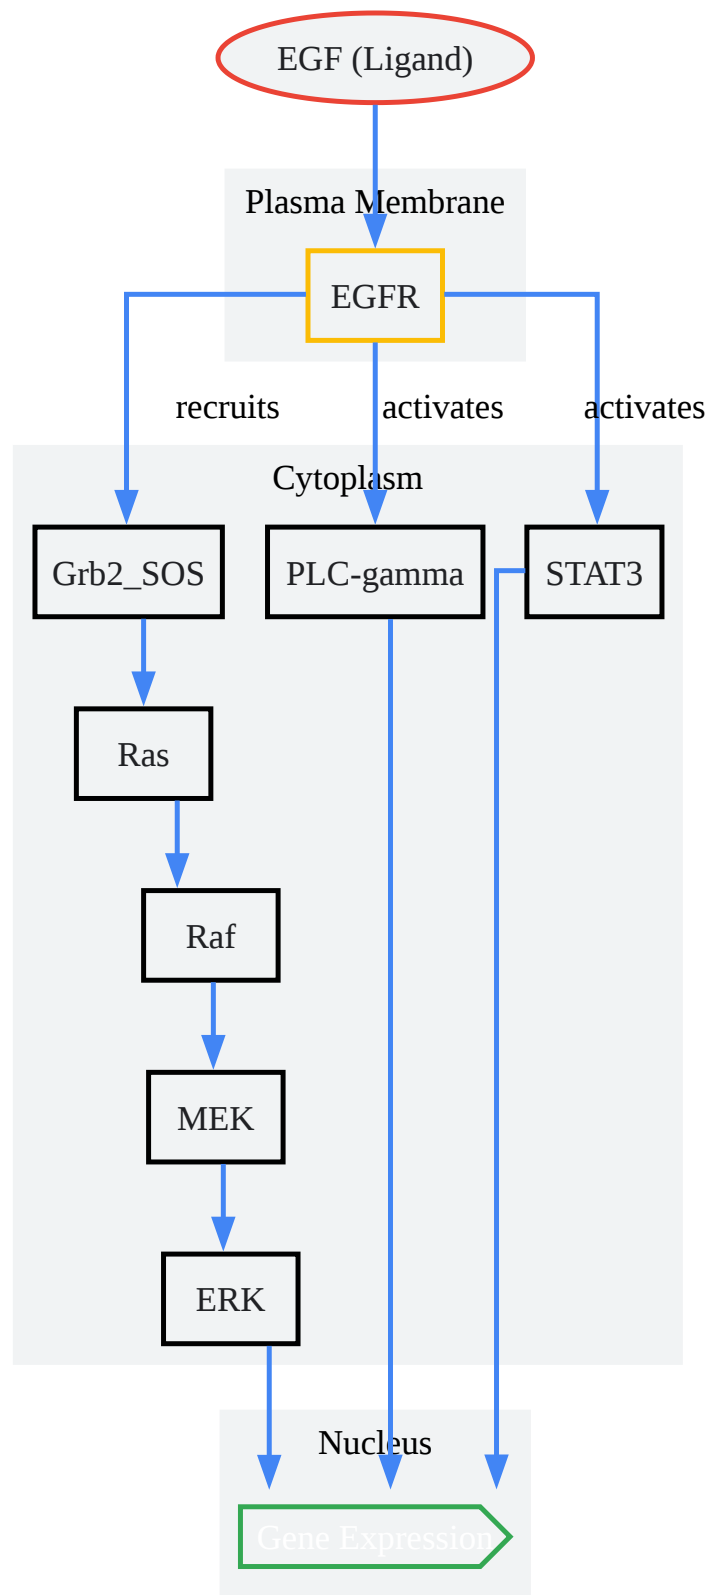 EGF (Ligand)
Plasma Membrane
EGFR
recruits
activates
activates
Cytoplasm
Grb2_SOS
PLC-gamma
STAT3
Ras
Raf
MEK
ERK
Nucleus
Gene Expression